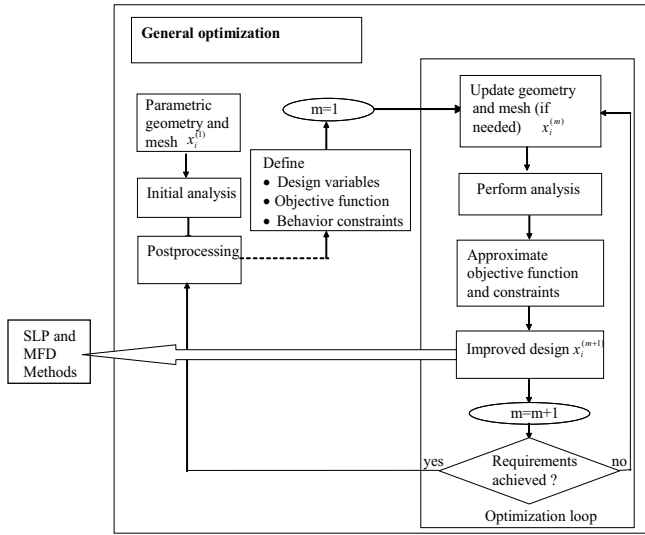 General optimization
Parametric
geometry and
mesh x_i^{(1)}
Initial analysis
Postprocessing
m=1
Define
• Design variables
• Objective function
• Behavior constraints
Update geometry
and mesh (if
needed) x_i^{(m)}
Perform analysis
Approximate
objective function
and constraints
Improved design x_i^{(m+1)}
SLP and
MFD
Methods
m=m+1
yes
Requirements
achieved ?
no
Optimization loop